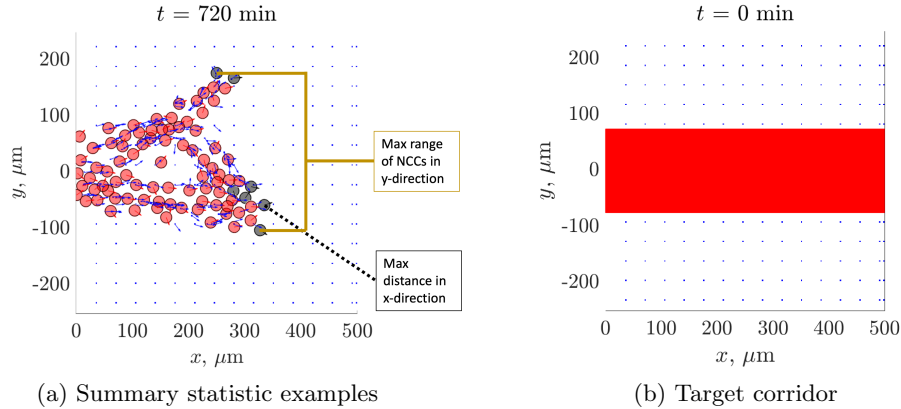 t = 720 min
200
100
0
-100
-200
y, μm
0 100 200 300 400 500
x, μm
Max range
of NCCs in
y-direction
Max
distance in
x-direction
(a) Summary statistic examples
t = 0 min
200
100
0
-100
-200
y, μm
0 100 200 300 400 500
x, μm
(b) Target corridor